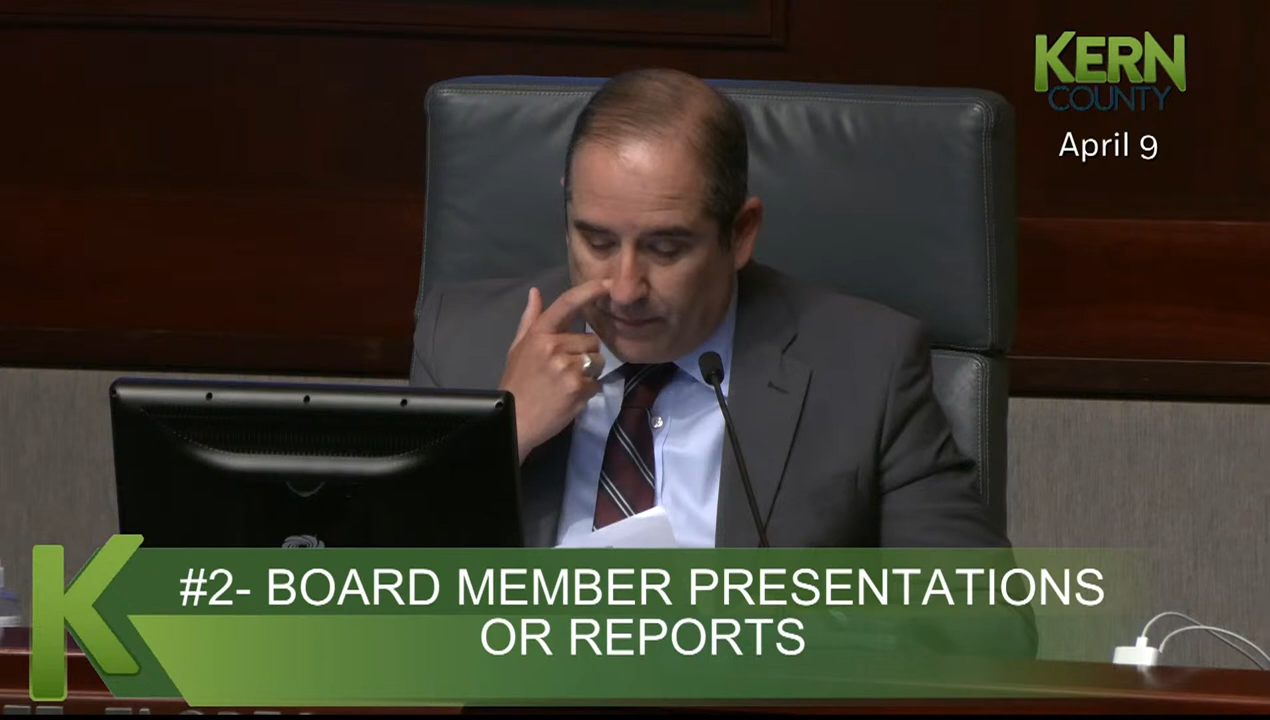 KERN
COUNTY
April 9
#2- BOARD MEMBER PRESENTATIONS
OR REPORTS